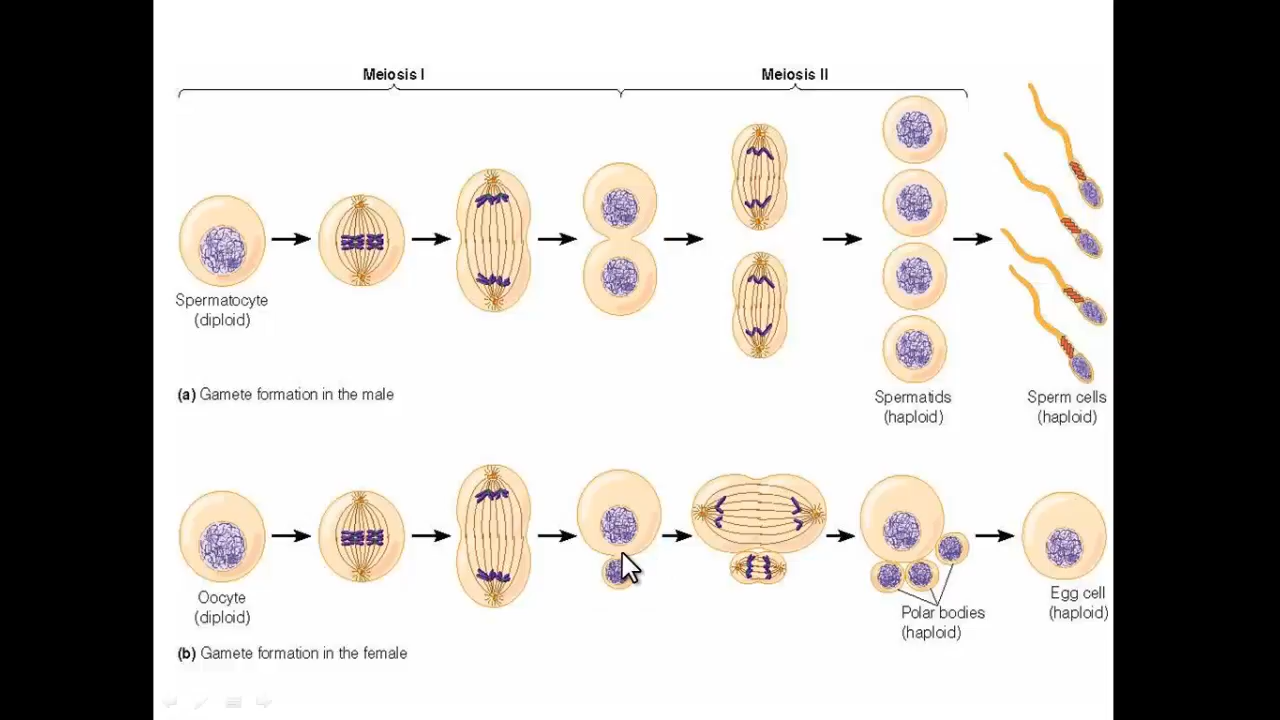 Meiosis I
Meiosis II
Spermatocyte
(diploid)
Spermatids
(haploid)
Sperm cells
(haploid)
(a) Gamete formation in the male
Oocyte
(diploid)
Polar bodies
(haploid)
Egg cell
(haploid)
(b) Gamete formation in the female